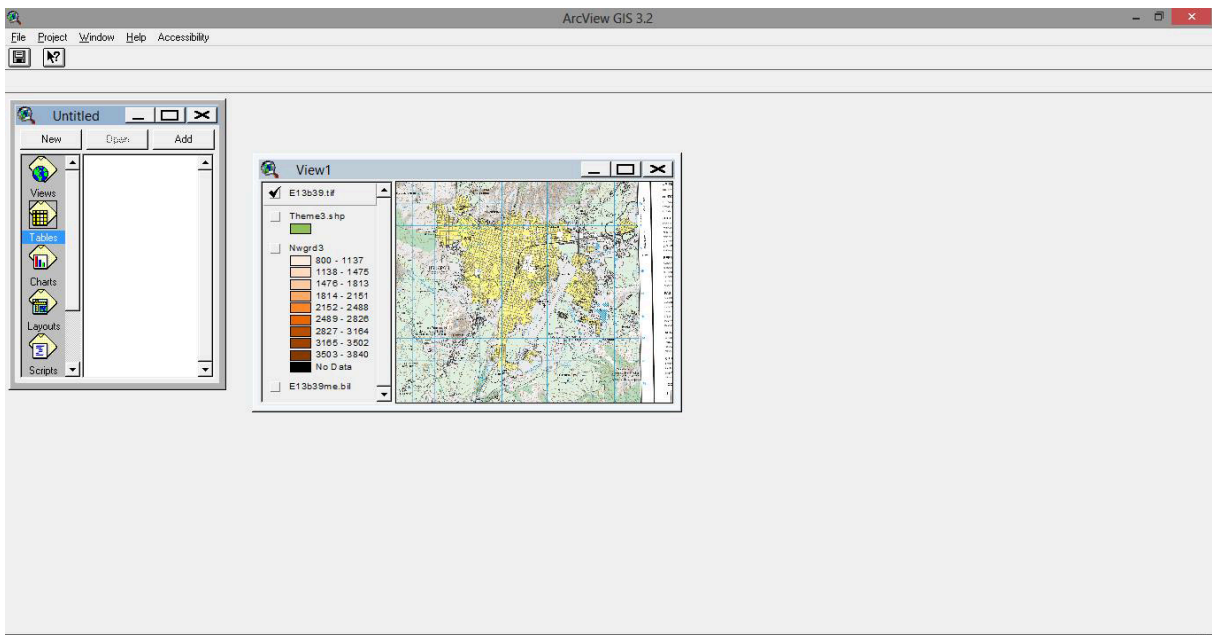 ArcView GIS 3.2
File Project Window Help Accessibility
Untitled
New Open Add
Views
Tables
Charts
Layouts
Scripts
View1
E13b39.tif
Theme3.shp
Nwgrd3
800 - 1137
1138 - 1475
1476 - 1813
1814 - 2151
2152 - 2488
2489 - 2826
2827 - 3164
3165 - 3502
3503 - 3840
No Data
E13b39me.bil